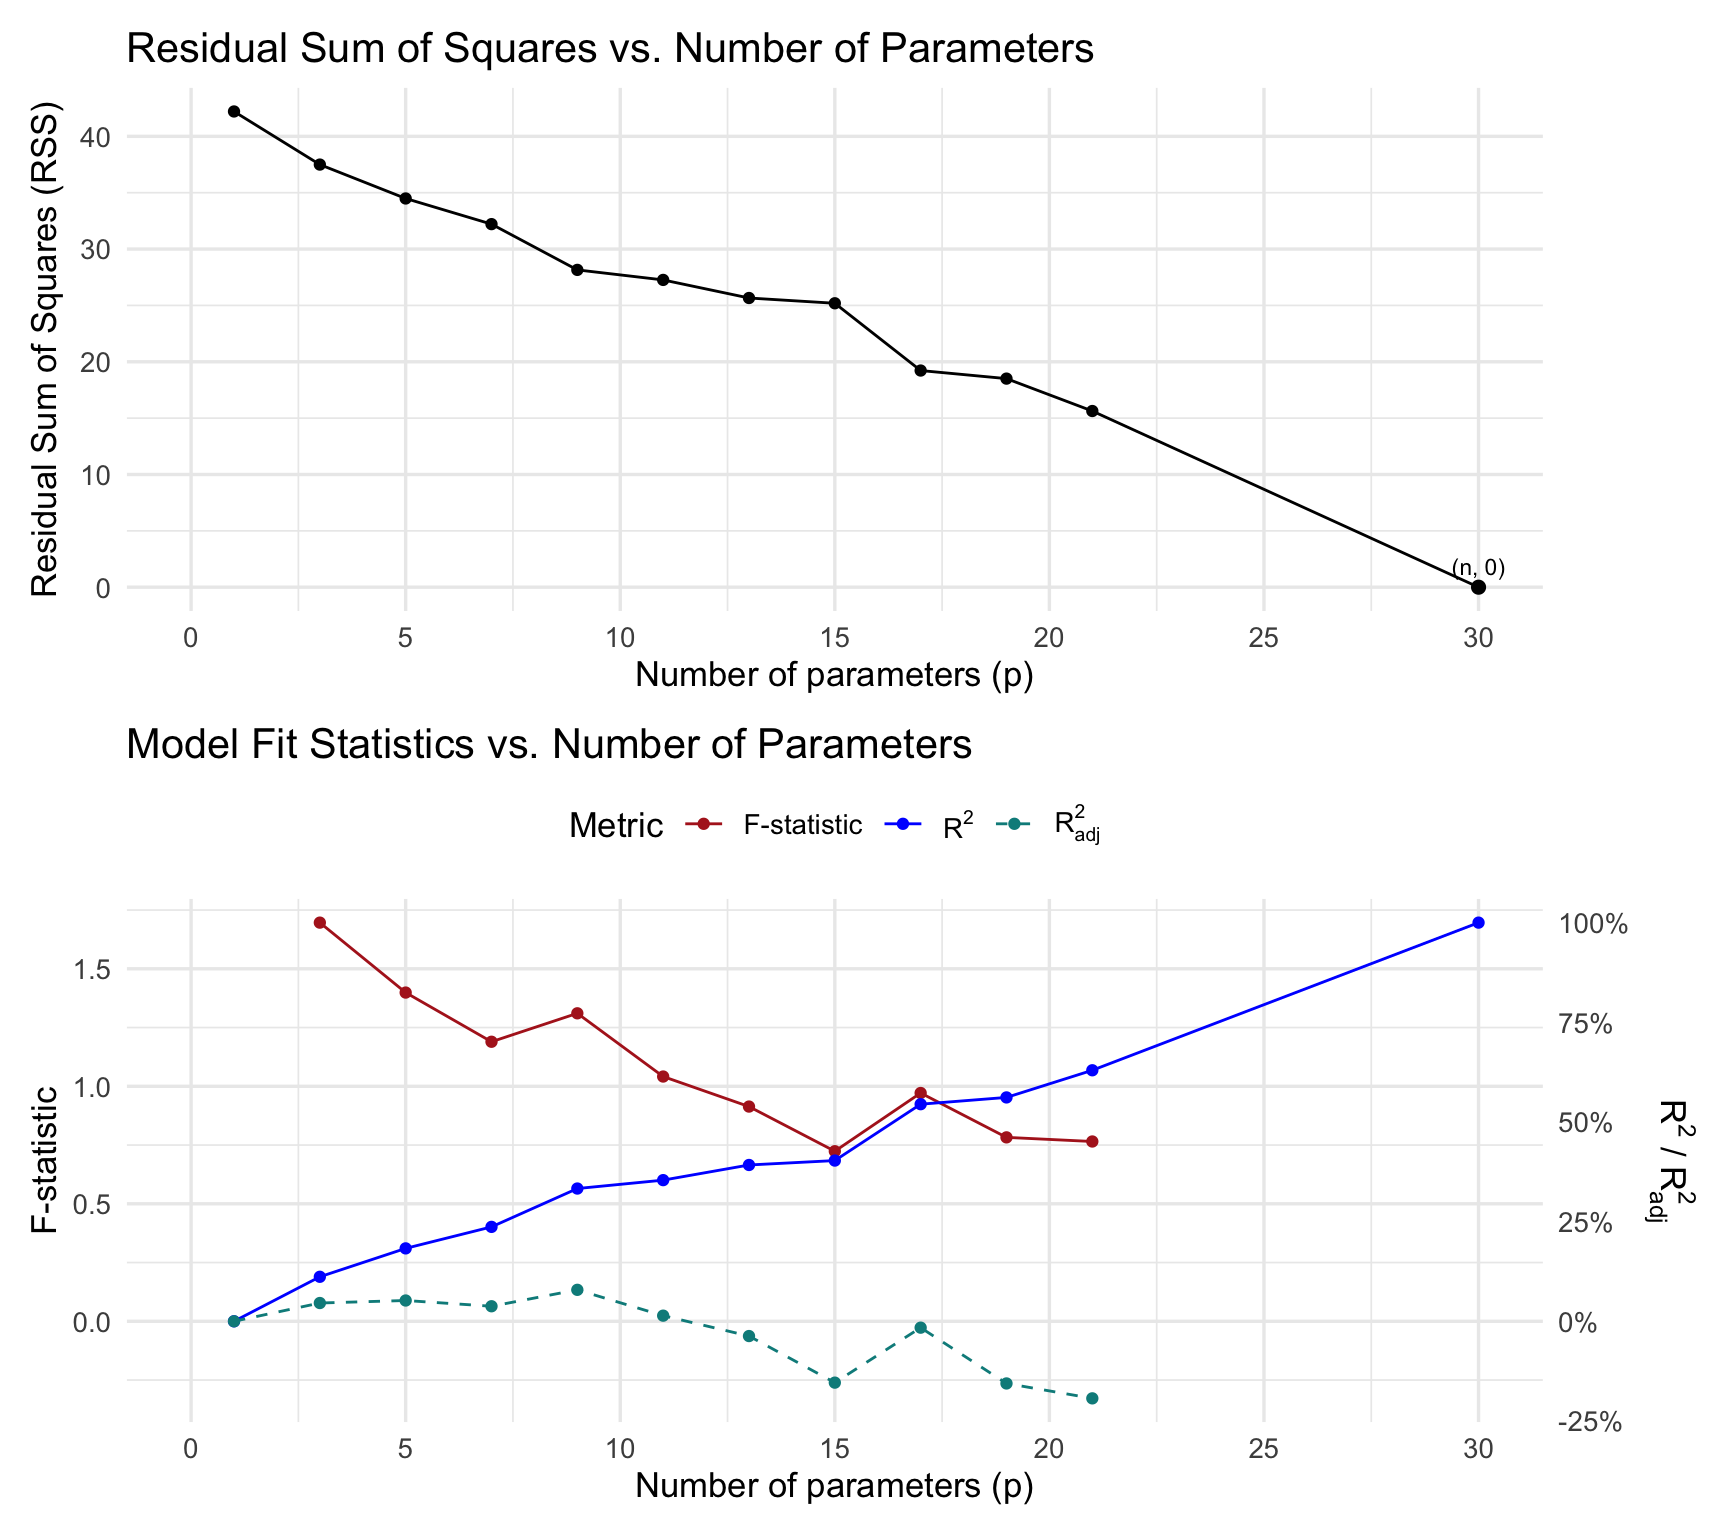 Residual Sum of Squares vs. Number of Parameters
Residual Sum of Squares (RSS)
40
30
20
10
0
(n, 0)
0 5 10 15 20 25 30
Number of parameters (p)
Model Fit Statistics vs. Number of Parameters
Metric F-statistic R² R²adj
F-statistic
1.5
1.0
0.5
0.0
100%
75%
50%
25%
0%
-25%
R² / R²adj
0 5 10 15 20 25 30
Number of parameters (p)